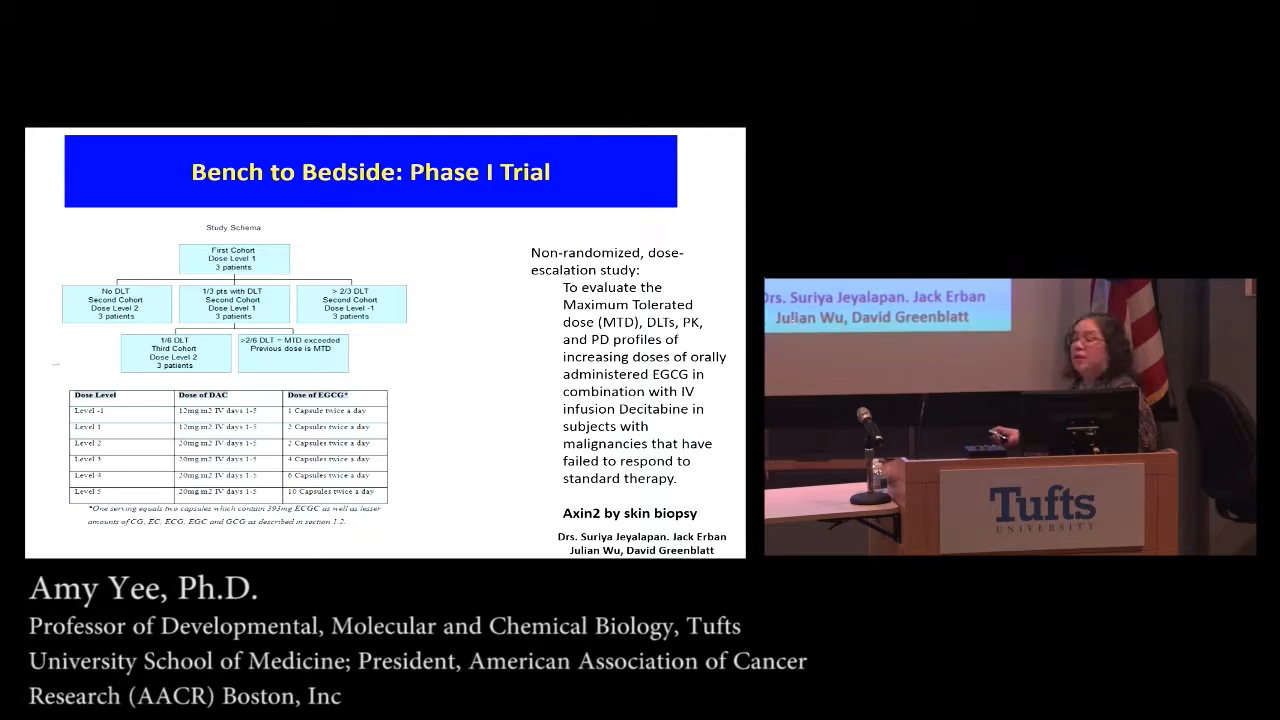 Bench to Bedside: Phase I Trial
Study Schema
First Cohort
Dose Level 1
3 patients
No DLT
Second Cohort
Dose Level 2
3 patients
1/3 pts with DLT
Second Cohort
Dose Level 1
3 patients
> 2/3 DLT
Second Cohort
Dose Level -1
3 patients
1/6 DLT
Third Cohort
Dose Level 2
3 patients
>2/6 DLT = MTD exceeded
Previous dose is MTD
Dose Level Dose of DAC Dose of EGCG*
Level -1 12mg m2 IV days 1-5 1 Capsule twice a day
Level 1 12mg m2 IV days 1-5 2 Capsules twice a day
Level 2 20mg m2 IV days 1-5 2 Capsules twice a day
Level 3 20mg m2 IV days 1-5 4 Capsules twice a day
Level 4 20mg m2 IV days 1-5 6 Capsules twice a day
Level 5 20mg m2 IV days 1-5 10 Capsules twice a day
*One serving equals two capsules which contain 393mg ECGC as well as lesser
amounts of CG, EC, ECG, EGC and GCG as described in section 1.2.
Non-randomized, dose-
escalation study:
To evaluate the
Maximum Tolerated
dose (MTD), DLTs, PK,
and PD profiles of
increasing doses of orally
administered EGCG in
combination with IV
infusion Decitabine in
subjects with
malignancies that have
failed to respond to
standard therapy.
Axin2 by skin biopsy
Drs. Suriya Jeyalapan. Jack Erban
Julian Wu, David Greenblatt
Drs. Suriya Jeyalapan. Jack Erban
Julian Wu, David Greenblatt
Tufts
UNIVERSITY
Amy Yee, Ph.D.
Professor of Developmental, Molecular and Chemical Biology, Tufts
University School of Medicine; President, American Association of Cancer
Research (AACR) Boston, Inc